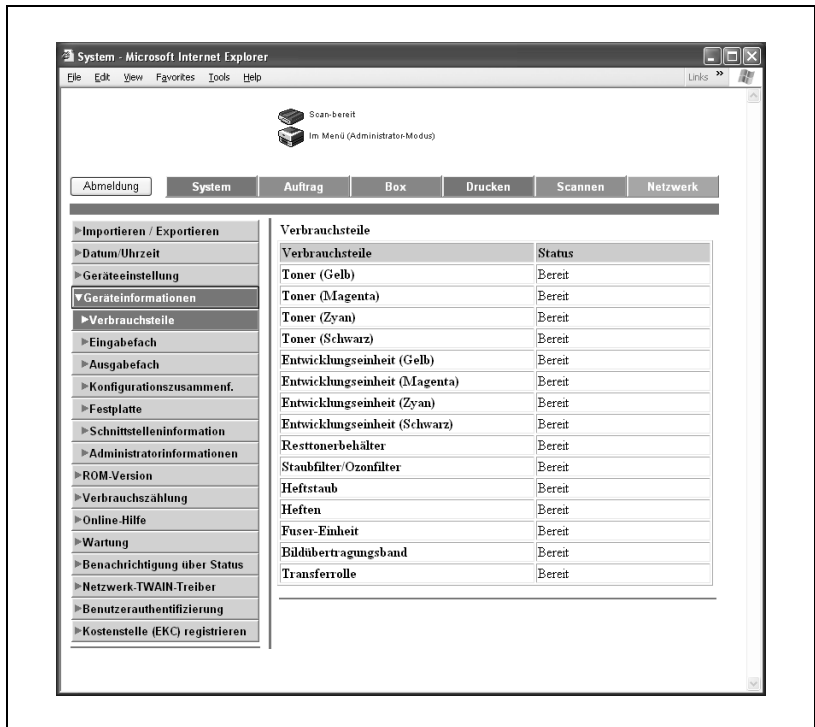 System - Microsoft Internet Explorer
File Edit View Favorites Tools Help Links »
Scan-bereit
Im Menü (Administrator-Modus)
Abmeldung System Auftrag Box Drucken Scannen Netzwerk
Importieren / Exportieren
Datum/Uhrzeit
Geräteeinstellung
Geräteinformationen
Verbrauchsteile
Eingabefach
Ausgabefach
Konfigurationszusammenf.
Festplatte
Schnittstelleninformation
Administratorinformationen
ROM-Version
Verbrauchszählung
Online-Hilfe
Wartung
Benachrichtigung über Status
Netzwerk-TWAIN-Treiber
Benutzerauthentifizierung
Kostenstelle (EKC) registrieren
Verbrauchsteile
Verbrauchsteile Status
Toner (Gelb) Bereit
Toner (Magenta) Bereit
Toner (Zyan) Bereit
Toner (Schwarz) Bereit
Entwicklungseinheit (Gelb) Bereit
Entwicklungseinheit (Magenta) Bereit
Entwicklungseinheit (Zyan) Bereit
Entwicklungseinheit (Schwarz) Bereit
Resttonerbehälter Bereit
Staubfilter/Ozonfilter Bereit
Heftstaub Bereit
Heften Bereit
Fuser-Einheit Bereit
Bildübertragungsband Bereit
Transferrolle Bereit